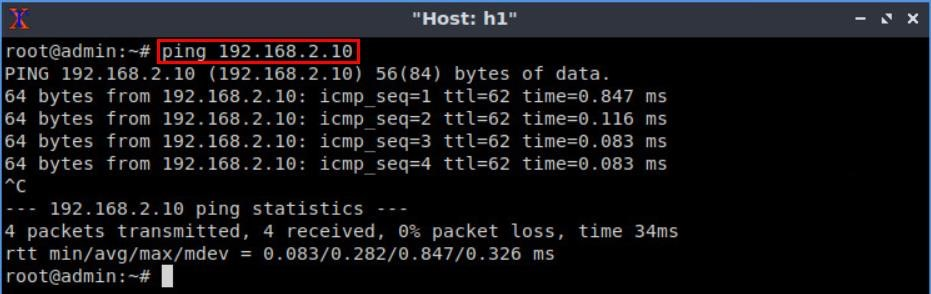 "Host: h1"
root@admin:~# ping 192.168.2.10
PING 192.168.2.10 (192.168.2.10) 56(84) bytes of data.
64 bytes from 192.168.2.10: icmp_seq=1 ttl=62 time=0.847 ms
64 bytes from 192.168.2.10: icmp_seq=2 ttl=62 time=0.116 ms
64 bytes from 192.168.2.10: icmp_seq=3 ttl=62 time=0.083 ms
64 bytes from 192.168.2.10: icmp_seq=4 ttl=62 time=0.083 ms
^C
--- 192.168.2.10 ping statistics ---
4 packets transmitted, 4 received, 0% packet loss, time 34ms
rtt min/avg/max/mdev = 0.083/0.282/0.847/0.326 ms
root@admin:~#